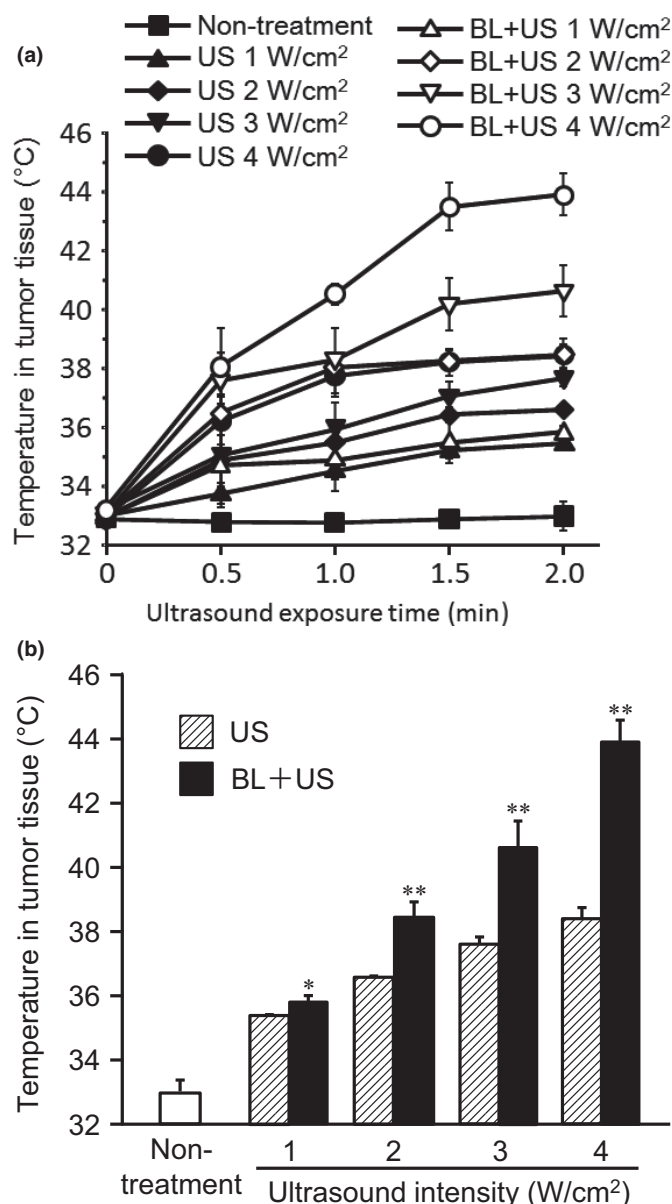 (a)
Non-treatment
US 1 W/cm²
US 2 W/cm²
US 3 W/cm²
US 4 W/cm²
BL+US 1 W/cm²
BL+US 2 W/cm²
BL+US 3 W/cm²
BL+US 4 W/cm²
Temperature in tumor tissue (°C)
46
44
42
40
38
36
34
32
0 0.5 1.0 1.5 2.0
Ultrasound exposure time (min)
(b)
Temperature in tumor tissue (°C)
46
44
42
40
38
36
34
32
US
BL+US
*
**
**
**
Non-
treatment
1 2 3 4
Ultrasound intensity (W/cm²)